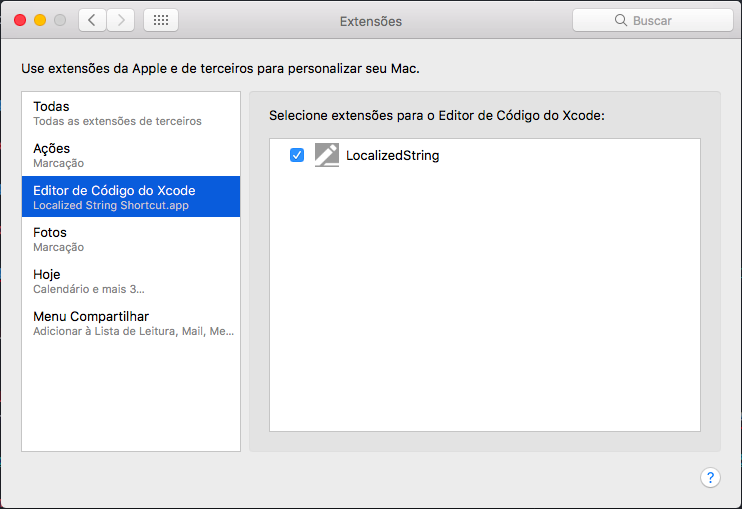 Extensões
Buscar
Use extensões da Apple e de terceiros para personalizar seu Mac.
Todas
Todas as extensões de terceiros
Ações
Marcação
Editor de Código do Xcode
Localized String Shortcut.app
Fotos
Marcação
Hoje
Calendário e mais 3...
Menu Compartilhar
Adicionar à Lista de Leitura, Mail, Me...
Selecione extensões para o Editor de Código do Xcode:
LocalizedString
?